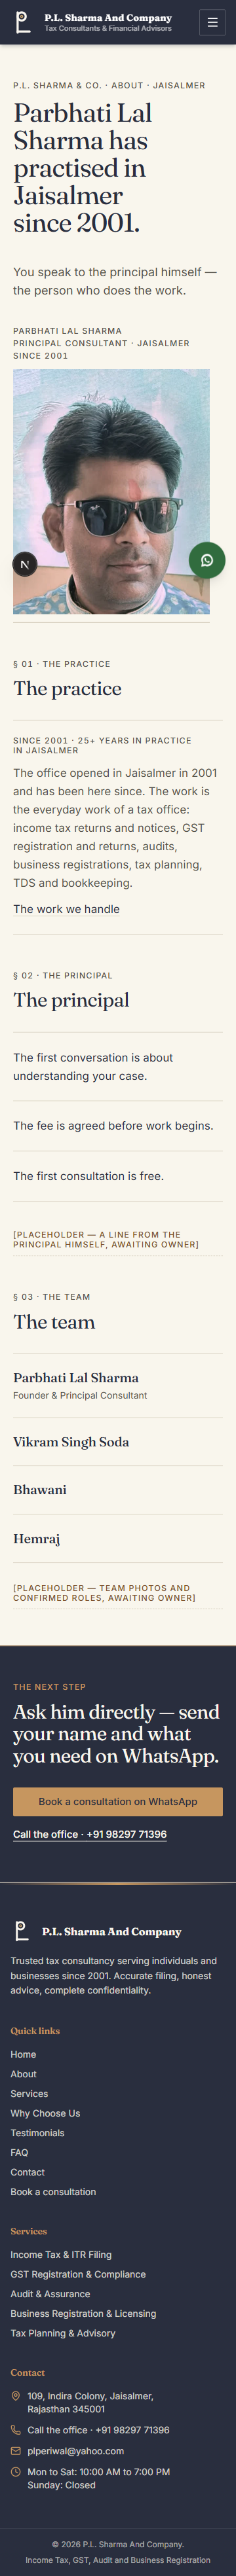 P.L. Sharma And Company
Tax Consultants & Financial Advisors
P.L. SHARMA & CO. · ABOUT · JAISALMER
Parbhati Lal
Sharma has
practised in
Jaisalmer
since 2001.
You speak to the principal himself —
the person who does the work.
PARBHATI LAL SHARMA
PRINCIPAL CONSULTANT · JAISALMER
SINCE 2001
N
§ 01 · THE PRACTICE
The practice
SINCE 2001 · 25+ YEARS IN PRACTICE
IN JAISALMER
The office opened in Jaisalmer in 2001
and has been here since. The work is
the everyday work of a tax office:
income tax returns and notices, GST
registration and returns, audits,
business registrations, tax planning,
TDS and bookkeeping.
The work we handle
§ 02 · THE PRINCIPAL
The principal
The first conversation is about
understanding your case.
The fee is agreed before work begins.
The first consultation is free.
[PLACEHOLDER — A LINE FROM THE
PRINCIPAL HIMSELF, AWAITING OWNER]
§ 03 · THE TEAM
The team
Parbhati Lal Sharma
Founder & Principal Consultant
Vikram Singh Soda
Bhawani
Hemraj
[PLACEHOLDER — TEAM PHOTOS AND
CONFIRMED ROLES, AWAITING OWNER]
THE NEXT STEP
Ask him directly — send
your name and what
you need on WhatsApp.
Book a consultation on WhatsApp
Call the office · +91 98297 71396
P.L. Sharma And Company
Trusted tax consultancy serving individuals and
businesses since 2001. Accurate filing, honest
advice, complete confidentiality.
Quick links
Home
About
Services
Why Choose Us
Testimonials
FAQ
Contact
Book a consultation
Services
Income Tax & ITR Filing
GST Registration & Compliance
Audit & Assurance
Business Registration & Licensing
Tax Planning & Advisory
Contact
109, Indira Colony, Jaisalmer,
Rajasthan 345001
Call the office · +91 98297 71396
plperiwal@yahoo.com
Mon to Sat: 10:00 AM to 7:00 PM
Sunday: Closed
© 2026 P.L. Sharma And Company.
Income Tax, GST, Audit and Business Registration